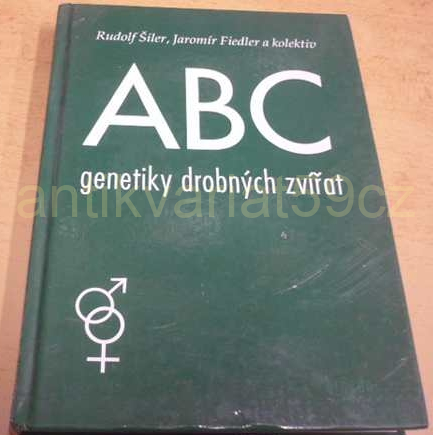 Rudolf Šiler, Jaromír Fiedler a kolektiv
ABC
genetiky drobných zvířat
antikvariat59cz